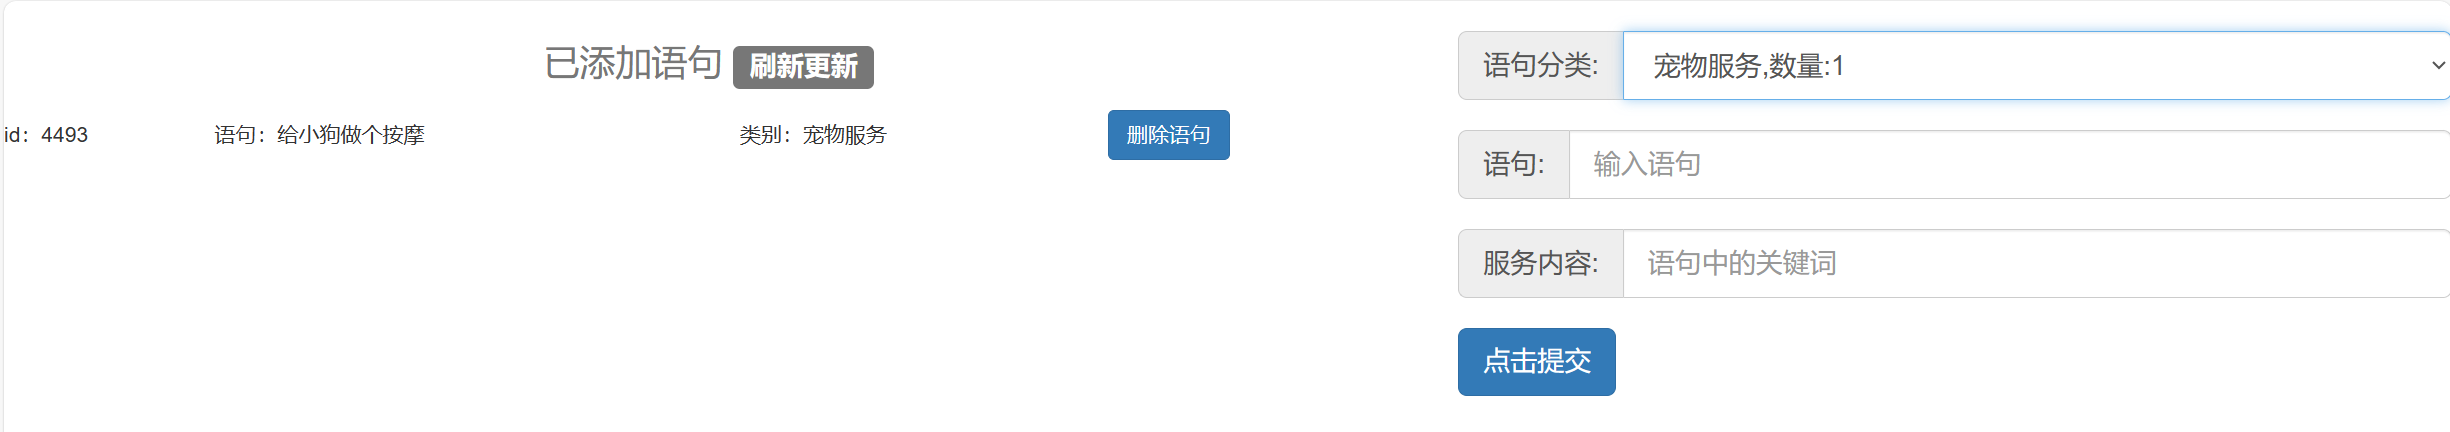 已添加语句 刷新更新
id：4493 语句：给小狗做个按摩 类别：宠物服务 删除语句
语句分类: 宠物服务,数量:1
语句: 输入语句
服务内容: 语句中的关键词
点击提交